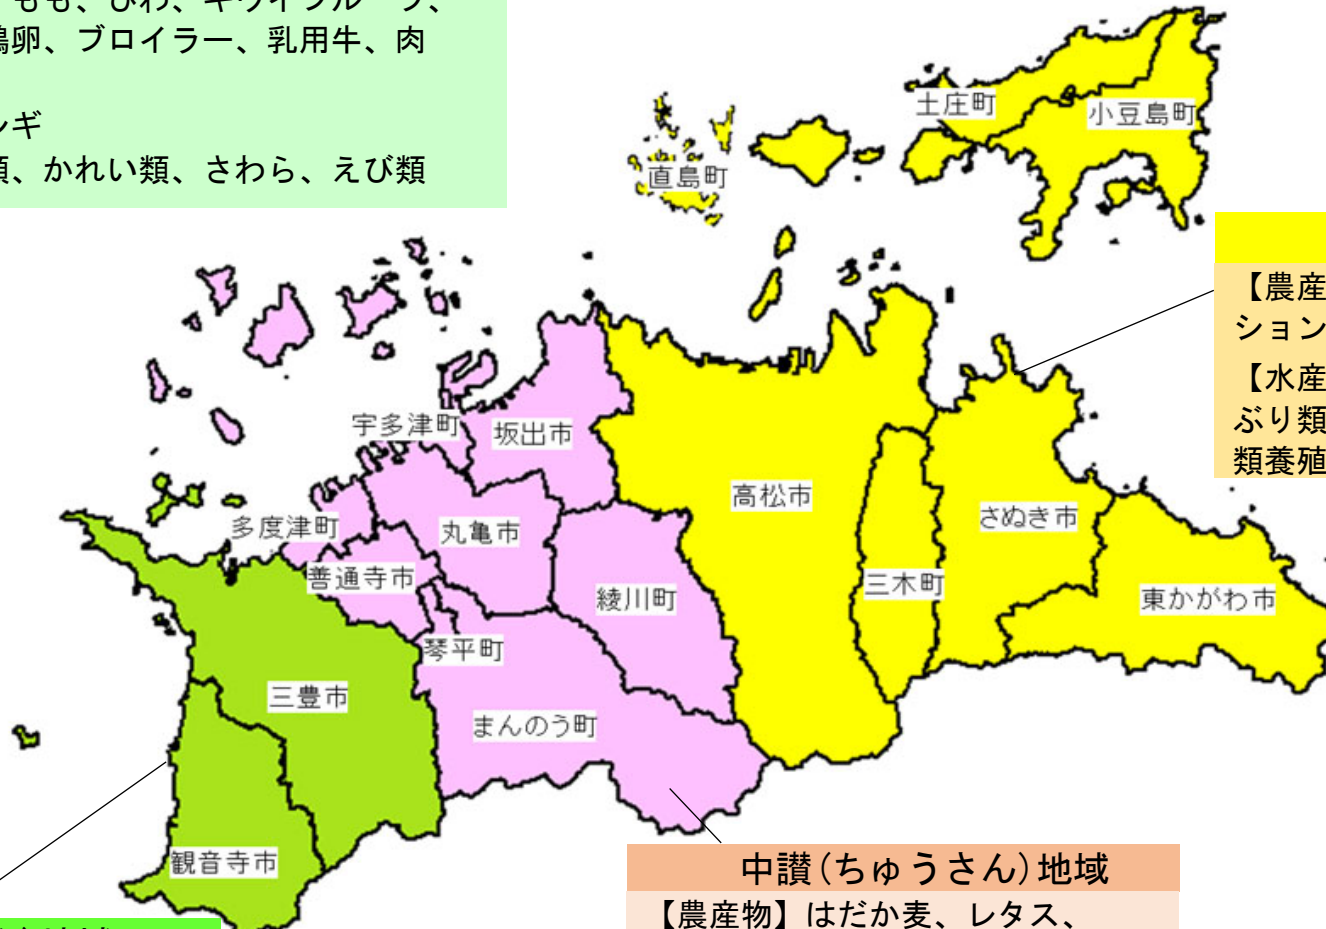 もも、びわ、キウイフルーツ、
鶏卵、ブロイラー、乳用牛、肉
ンギ
類、かれい類、さわら、えび類
土庄町
小豆島町
直島町
【農産
ション
【水産
ぶり類
類養殖
宇多津町
坂出市
高松市
さぬき市
多度津町
丸亀市
善通寺市
綾川町
三木町
東かがわ市
琴平町
三豊市
まんのう町
観音寺市
中讃(ちゅうさん)地域
【農産物】はだか麦、レタス、